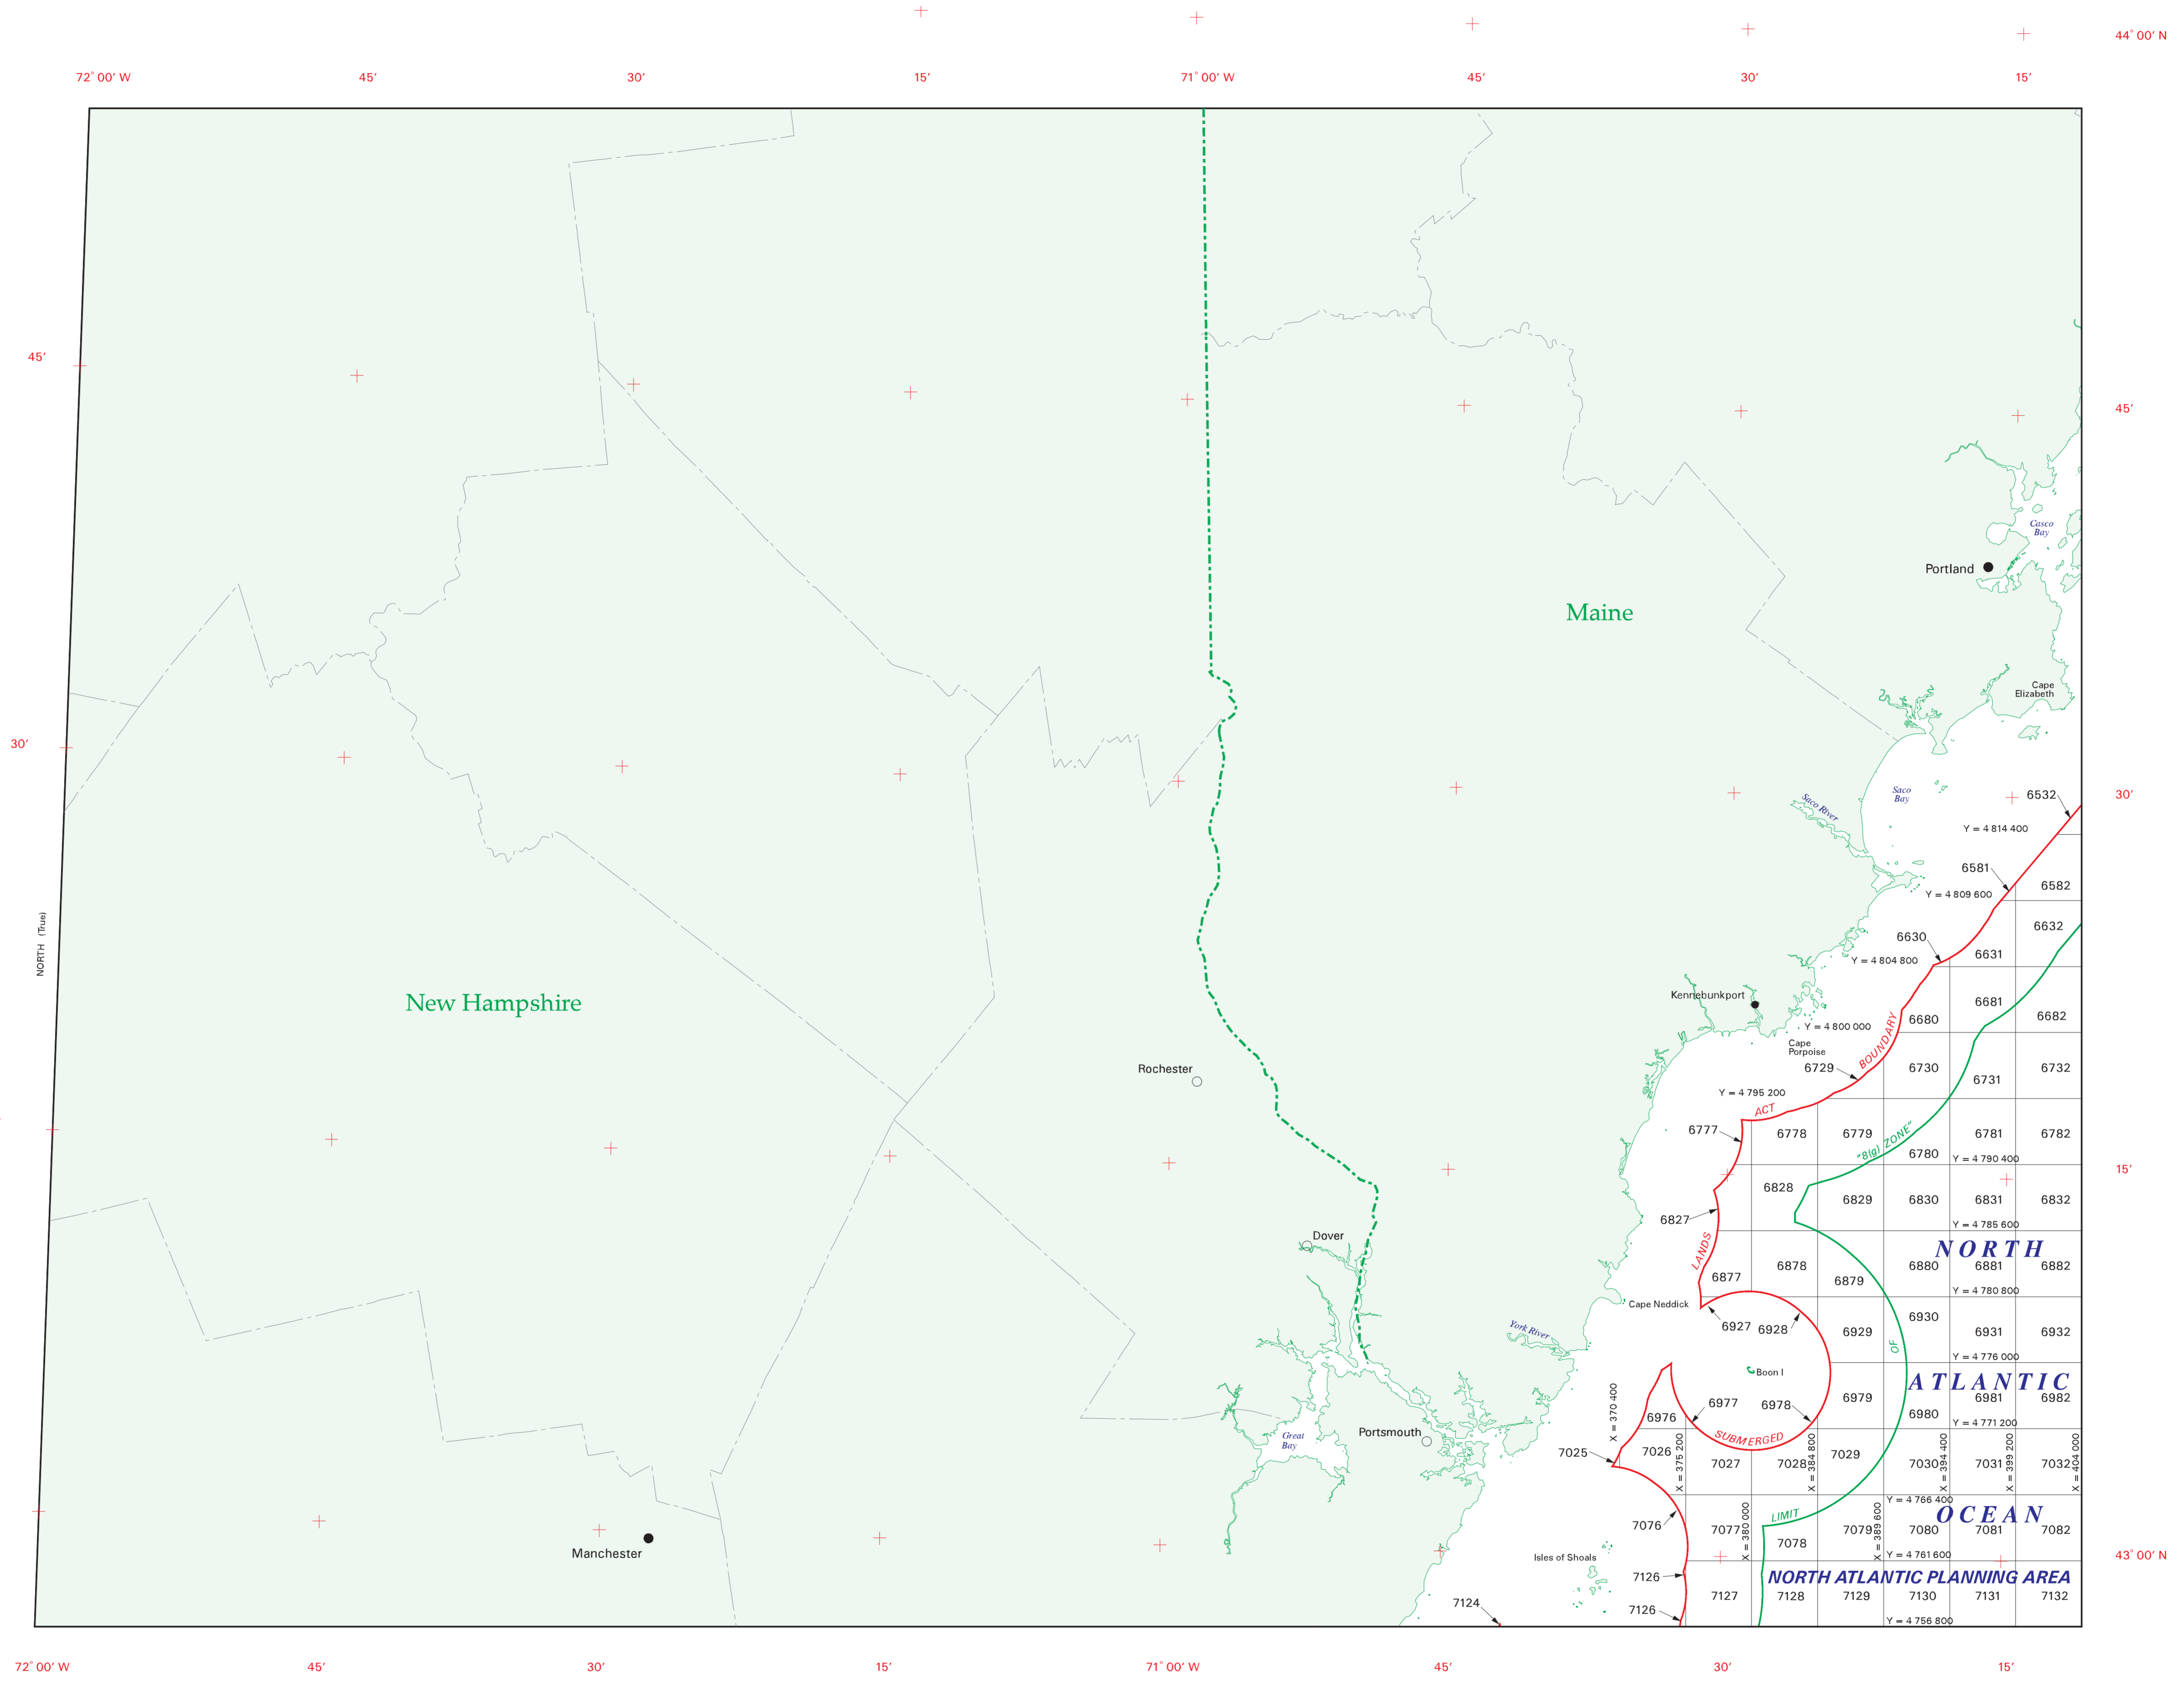 44° 00′ N
72° 00′ W
45′
30′
15′
71° 00′ W
45′
30′
15′
45′
45′
Casco
Bay
Portland
Maine
Cape
Elizabeth
30′
30′
Saco
Bay
6532
Saco River
Y = 4 814 400
6581
6582
Y = 4 809 600
NORTH (True)
6632
6630
6631
Y = 4 804 800
Kennebunkport
New Hampshire
6681
6682
6680
Y = 4 800 000
BOUNDARY
Cape
Porpoise
6729
6730
6732
Rochester
6731
Y = 4 795 200
ACT
6777
6778
6779
6781
6782
"8(g) ZONE"
6780
Y = 4 790 400
15′
6828
6829
6830
6831
6832
6827
Y = 4 785 600
Dover
LANDS
NORTH
6877
6878
6879
6880
6881
6882
Y = 4 780 800
Cape Neddick
6927
6928
6929
6930
6931
6932
York River
OF
Y = 4 776 000
Boon I
ATLANTIC
X = 370 400
6976
6977
6978
6979
6980
6981
6982
Y = 4 771 200
Great
Bay
Portsmouth
SUBMERGED
7025
7026
X = 375 200
7027
7028
X = 384 800
7029
7030
X = 394 400
7031
X = 399 200
7032
X = 404 000
Y = 4 766 400
LIMIT
OCEAN
7076
7077
X = 380 000
7078
7079
X = 389 600
7080
7081
7082
Manchester
Isles of Shoals
Y = 4 761 600
43° 00′ N
NORTH ATLANTIC PLANNING AREA
7126
7127
7128
7129
7130
7131
7132
7124
7126
Y = 4 756 800
72° 00′ W
45′
30′
15′
71° 00′ W
45′
30′
15′